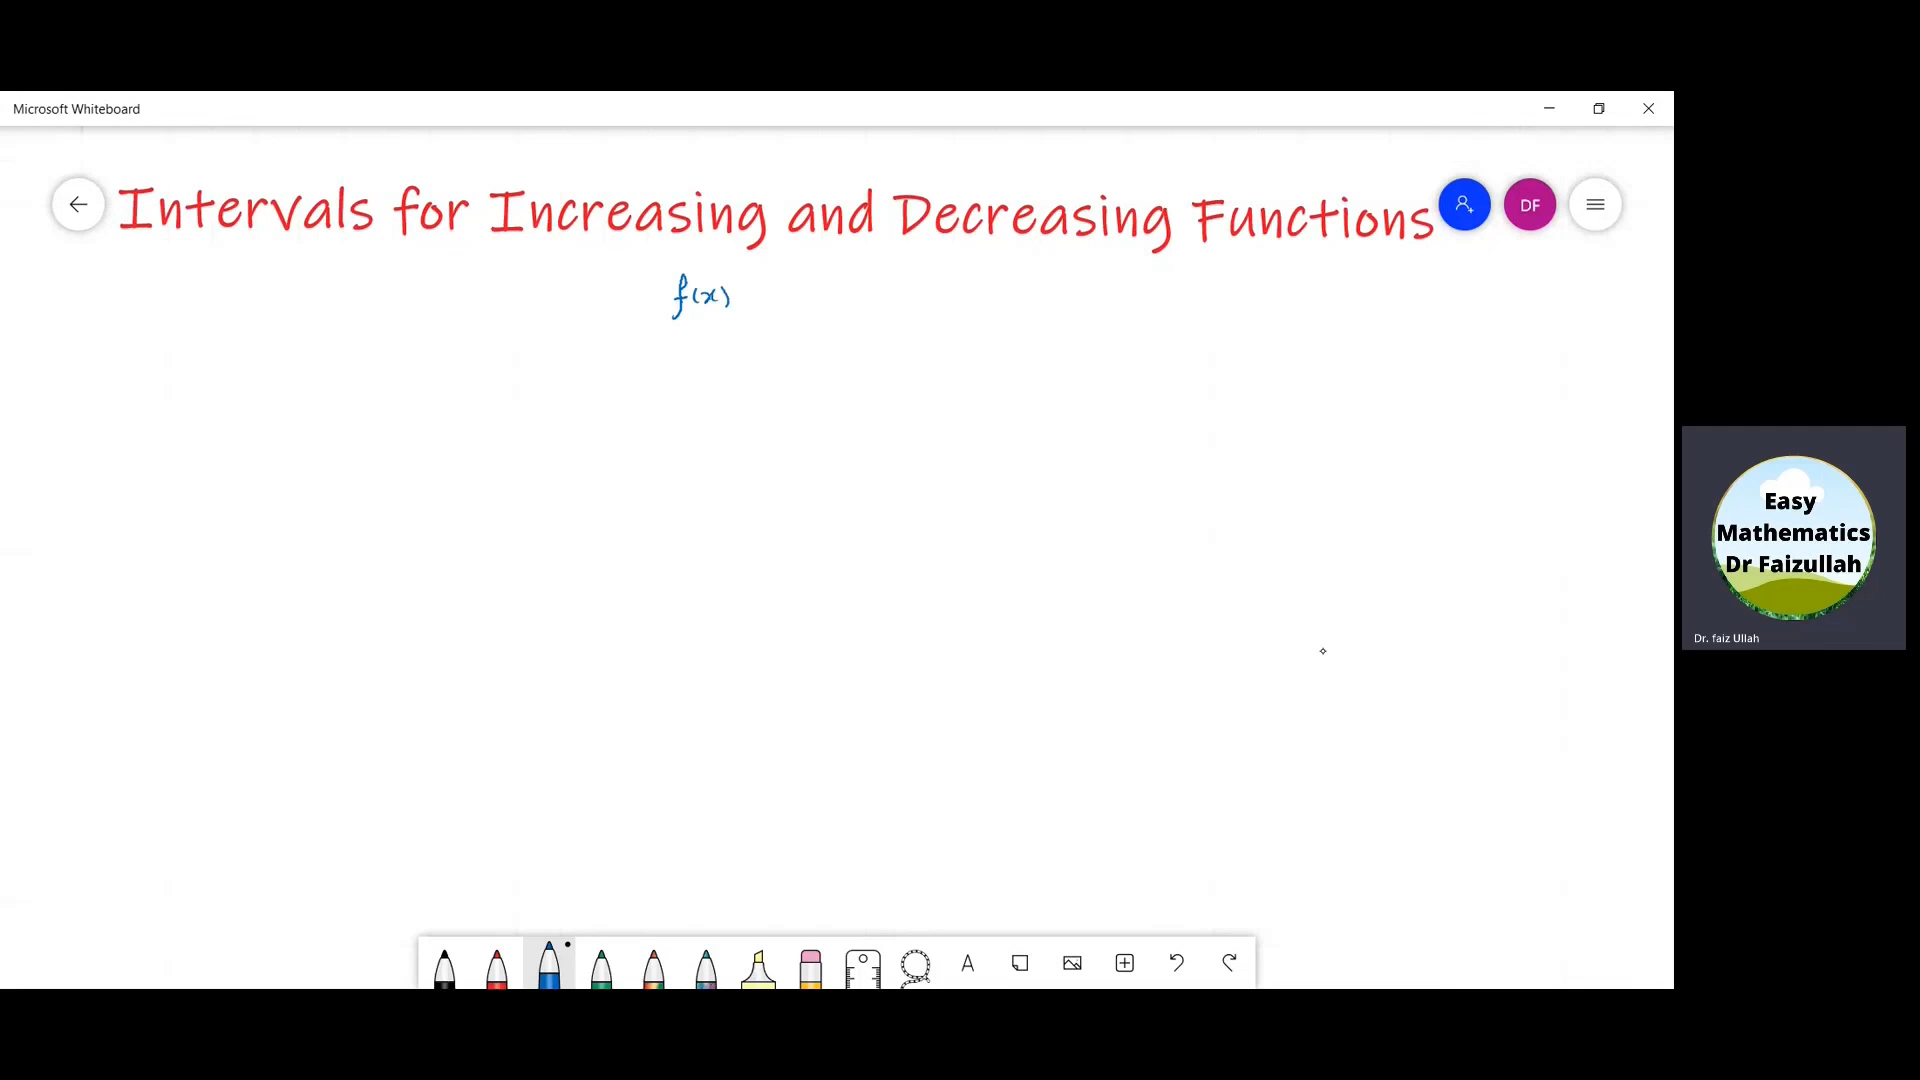 Microsoft Whiteboard
Intervals for Increasing and Decreasing Functions
DF
f(x)
Easy
Mathematics
Dr Faizullah
Dr. faiz Ullah
A